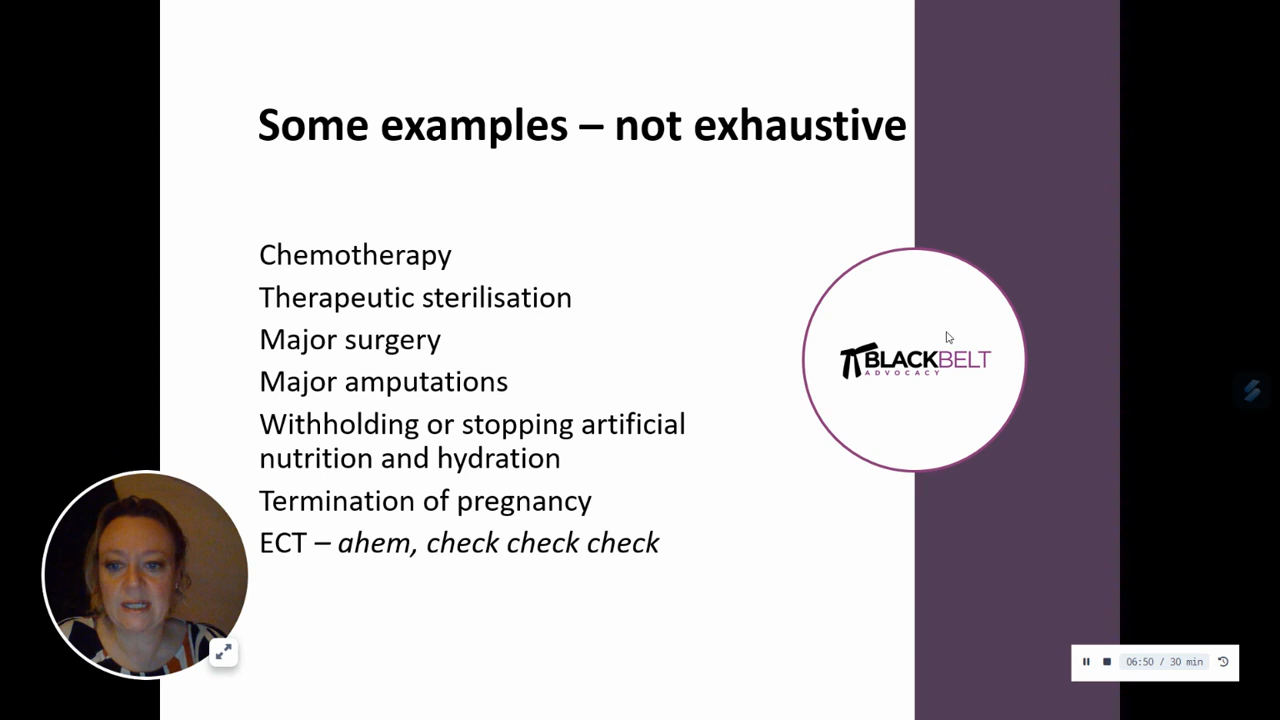 Some examples – not exhaustive
Chemotherapy
Therapeutic sterilisation
Major surgery
Major amputations
Withholding or stopping artificial
nutrition and hydration
Termination of pregnancy
ECT – ahem, check check check
BLACKBELT
ADVOCACY
06:50 / 30 min